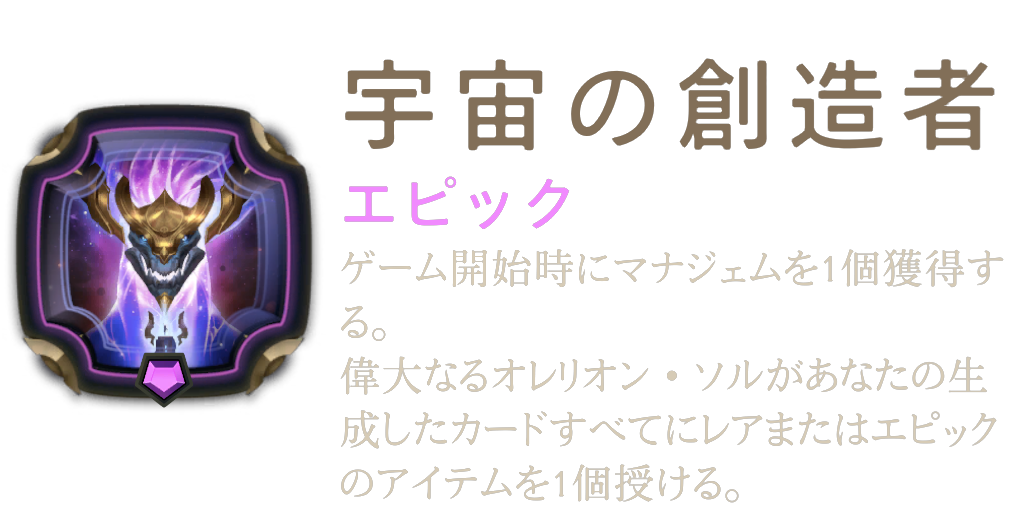 宇宙の創造者
エピック
ゲーム開始時にマナジェムを1個獲得す
る。
偉大なるオレリオン・ソルがあなたの生
成したカードすべてにレアまたはエピック
のアイテムを1個授ける。